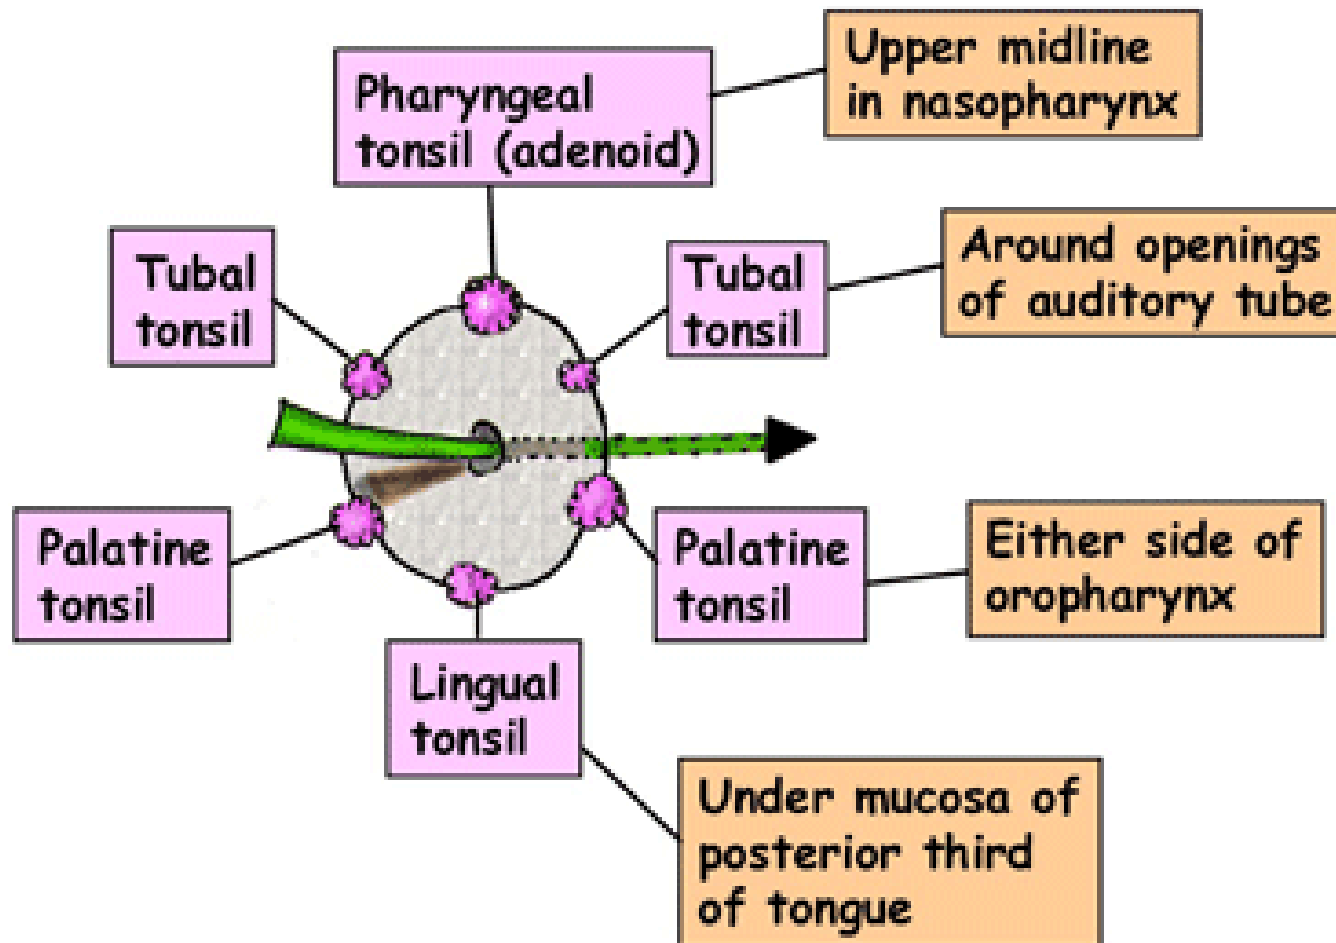 Upper midline
in nasopharynx
Pharyngeal
tonsil (adenoid)
Tubal
tonsil
Tubal
tonsil
Around openings
of auditory tube
Palatine
tonsil
Palatine
tonsil
Either side of
oropharynx
Lingual
tonsil
Under mucosa of
posterior third
of tongue